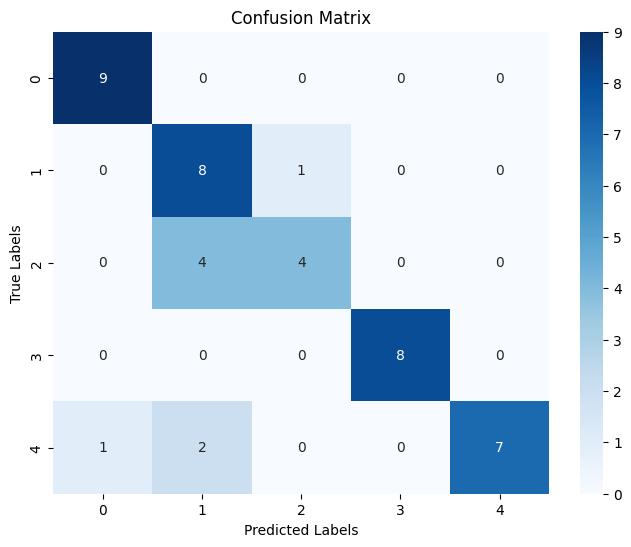 Confusion Matrix
True Labels
0 9 0 0 0 0
1 0 8 1 0 0
2 0 4 4 0 0
3 0 0 0 8 0
4 1 2 0 0 7
0 1 2 3 4
Predicted Labels
9
8
7
6
5
4
3
2
1
0